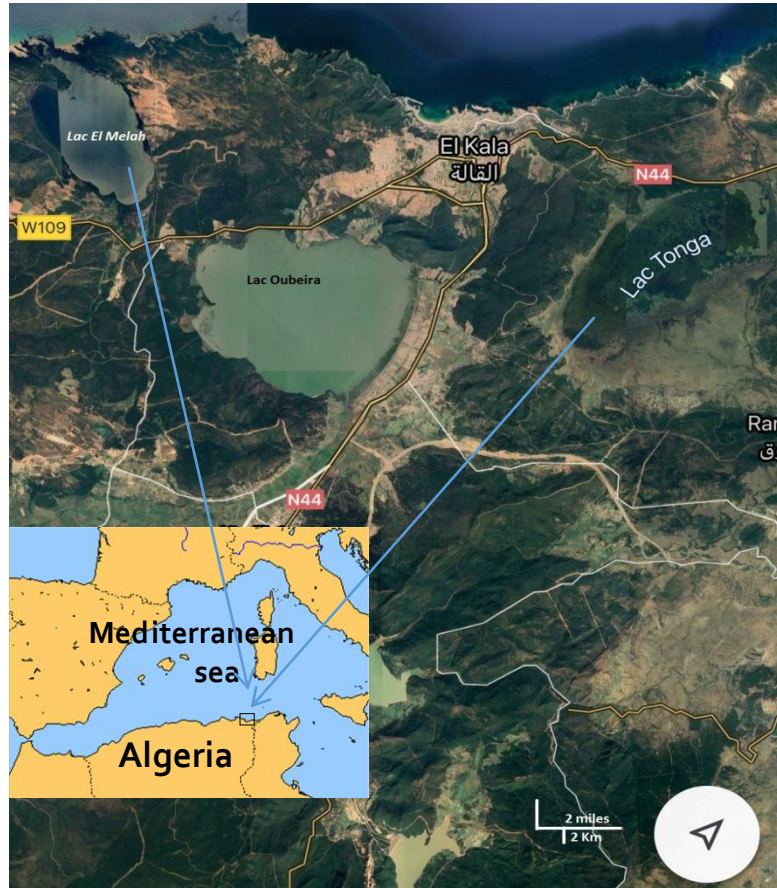 Lac El Melah
El Kala
القالة
N44
W109
Lac Tonga
Lac Oubeira
Rar
ق
N44
Mediterranean
sea
Algeria
2 miles
2 Km